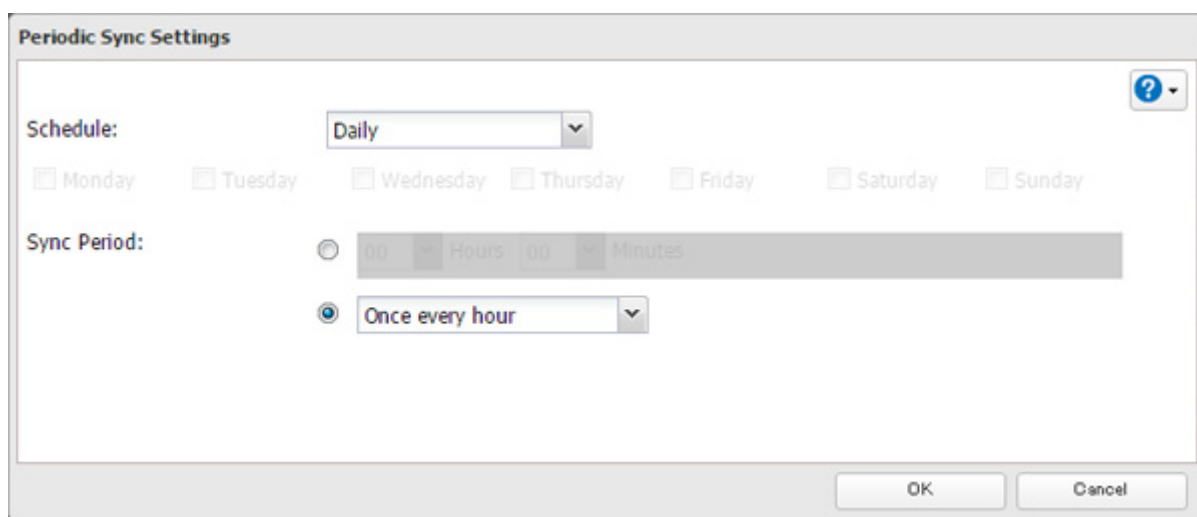 Periodic Sync Settings
Schedule: Daily
Monday Tuesday Wednesday Thursday Friday Saturday Sunday
Sync Period: 00 Hours 00 Minutes
Once every hour
OK Cancel